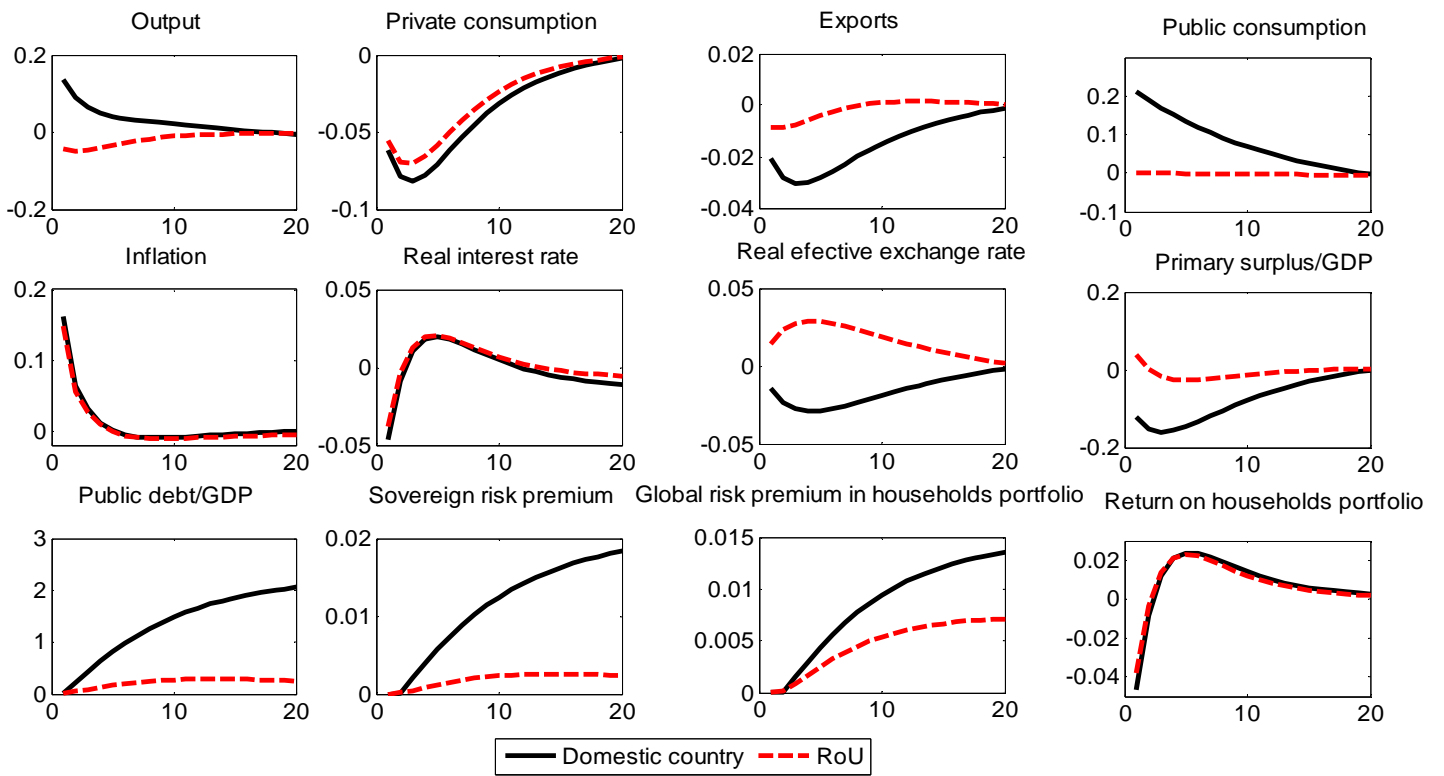 Output
Private consumption
Exports
Public consumption
0.2
0
-0.2
0 10 20
0
-0.05
-0.1
0 10 20
0.02
0
-0.02
-0.04
0 10 20
0.2
0.1
0
-0.1
0 10 20
Inflation
Real interest rate
Real efective exchange rate
Primary surplus/GDP
0.2
0.1
0
0 10 20
0.05
0
-0.05
0 10 20
0.05
0
-0.05
0 10 20
0.2
0
-0.2
0 10 20
Public debt/GDP
Sovereign risk premium
Global risk premium in households portfolio
Return on households portfolio
3
2
1
0
0 10 20
0.02
0.01
0
0 10 20
0.015
0.01
0.005
0
0 10 20
0.02
0
-0.02
-0.04
0 10 20
Domestic country RoU